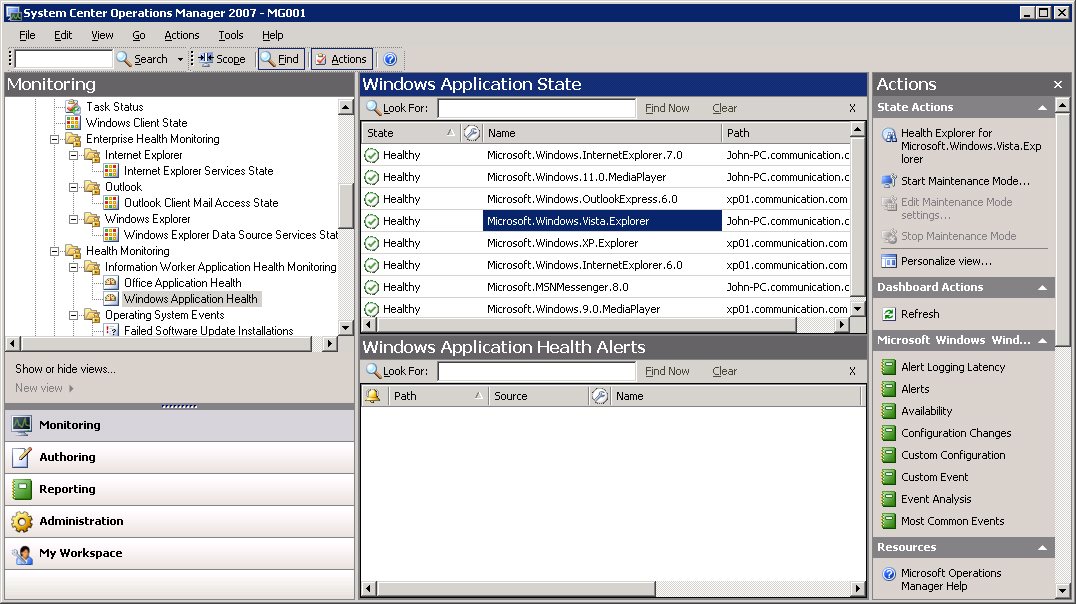 System Center Operations Manager 2007 - MG001
File Edit View Go Actions Tools Help
Search Scope Find Actions
Monitoring
Task Status
Windows Client State
Enterprise Health Monitoring
Internet Explorer
Internet Explorer Services State
Outlook
Outlook Client Mail Access State
Windows Explorer
Windows Explorer Data Source Services Stat
Health Monitoring
Information Worker Application Health Monitoring
Office Application Health
Windows Application Health
Operating System Events
Failed Software Update Installations
Show or hide views...
New view
Monitoring
Authoring
Reporting
Administration
My Workspace
Windows Application State
Look For: Find Now Clear X
State Name Path
Healthy Microsoft.Windows.InternetExplorer.7.0 John-PC.communication.c
Healthy Microsoft.Windows.11.0.MediaPlayer John-PC.communication.c
Healthy Microsoft.Windows.OutlookExpress.6.0 xp01.communication.com
Healthy Microsoft.Windows.Vista.Explorer John-PC.communication.c
Healthy Microsoft.Windows.XP.Explorer xp01.communication.com
Healthy Microsoft.Windows.InternetExplorer.6.0 xp01.communication.com
Healthy Microsoft.MSNMessenger.8.0 John-PC.communication.c
Healthy Microsoft.Windows.9.0.MediaPlayer xp01.communication.com
Windows Application Health Alerts
Look For: Find Now Clear X
Path Source Name
Actions
State Actions
Health Explorer for
Microsoft.Windows.Vista.Exp
lorer
Start Maintenance Mode...
Edit Maintenance Mode
settings...
Stop Maintenance Mode
Personalize view...
Dashboard Actions
Refresh
Microsoft Windows Wind...
Alert Logging Latency
Alerts
Availability
Configuration Changes
Custom Configuration
Custom Event
Event Analysis
Most Common Events
Resources
Microsoft Operations
Manager Help